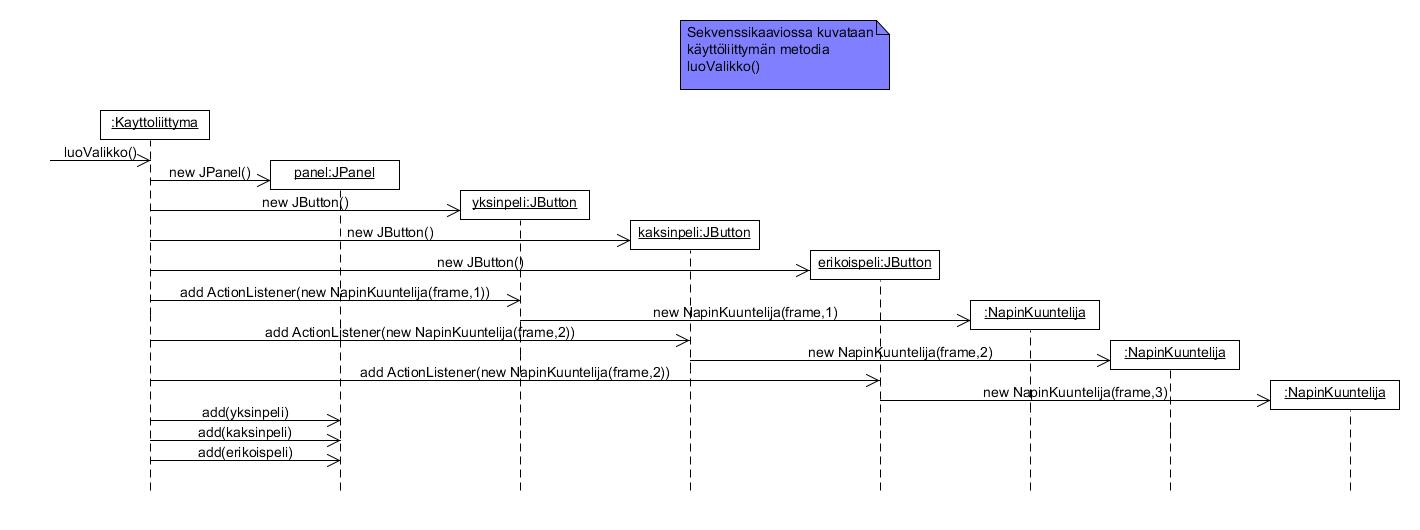 Sekvenssikaaviossa kuvataan
käyttöliittymän metodia
luoValikko()
:Kayttoliittyma
luoValikko()
new JPanel()
panel:JPanel
new JButton()
yksinpeli:JButton
new JButton()
kaksinpeli:JButton
new JButton()
erikoispeli:JButton
add ActionListener(new NapinKuuntelija(frame,1))
new NapinKuuntelija(frame,1)
:NapinKuuntelija
add ActionListener(new NapinKuuntelija(frame,2))
new NapinKuuntelija(frame,2)
:NapinKuuntelija
add ActionListener(new NapinKuuntelija(frame,2))
new NapinKuuntelija(frame,3)
:NapinKuuntelija
add(yksinpeli)
add(kaksinpeli)
add(erikoispeli)